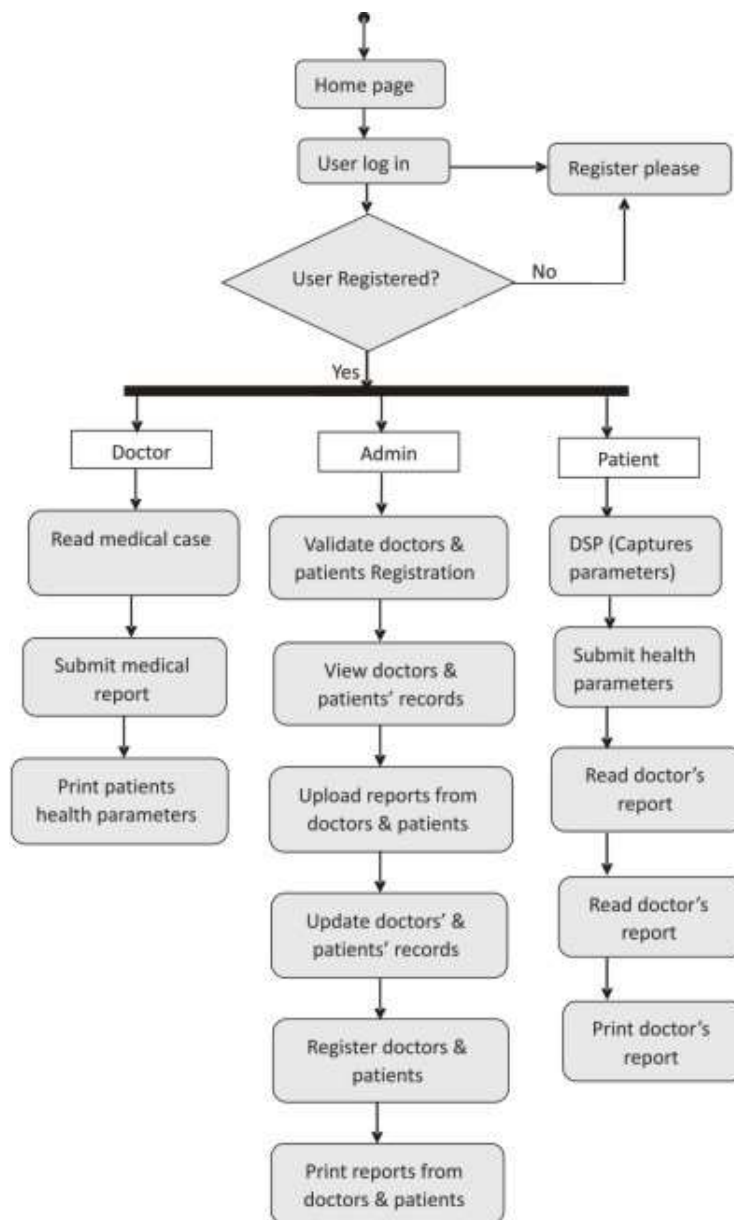 Home page
User log in
Register please
User Registered?
No
Yes
Doctor
Admin
Patient
Read medical case
Submit medical
report
Print patients
health parameters
Validate doctors &
patients Registration
View doctors &
patients’ records
Upload reports from
doctors & patients
Update doctors’ &
patients’ records
Register doctors &
patients
Print reports from
doctors & patients
DSP (Captures
parameters)
Submit health
parameters
Read doctor’s
report
Read doctor’s
report
Print doctor’s
report